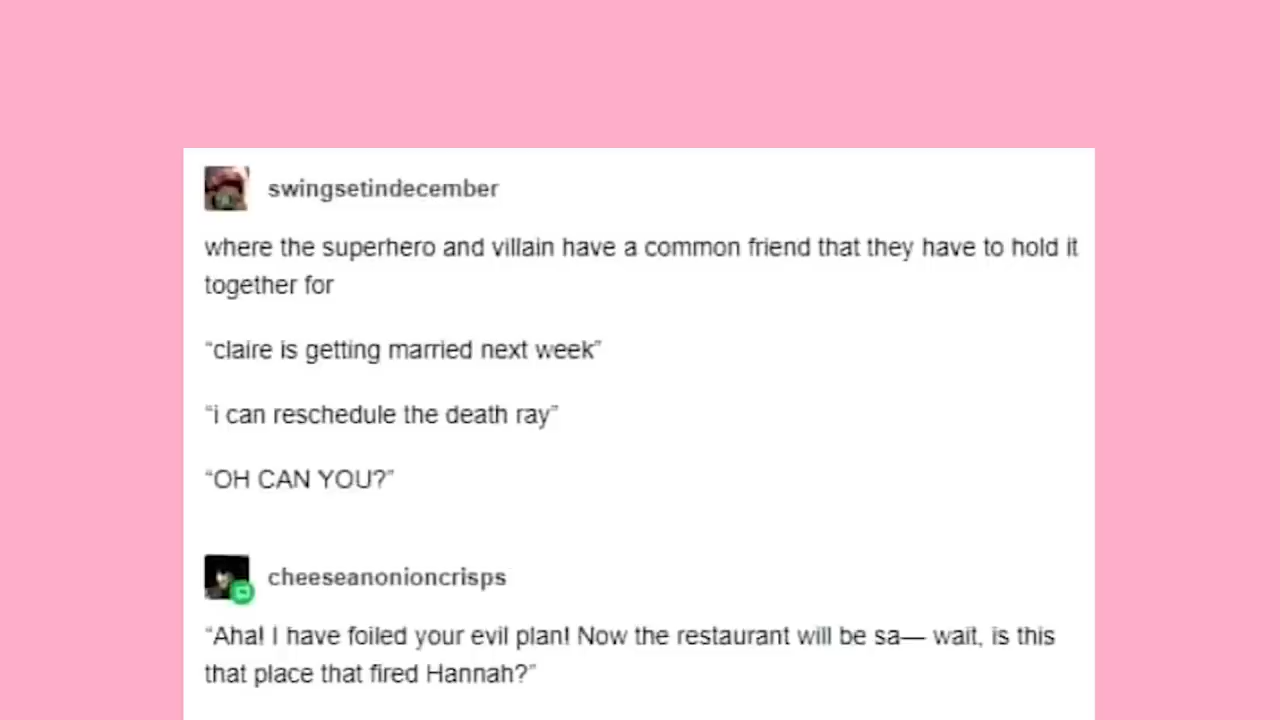 swingsetindecember
where the superhero and villain have a common friend that they have to hold it
together for
“claire is getting married next week”
“i can reschedule the death ray”
“OH CAN YOU?”
cheeseanonioncrisps
“Aha! I have foiled your evil plan! Now the restaurant will be sa— wait, is this
that place that fired Hannah?”